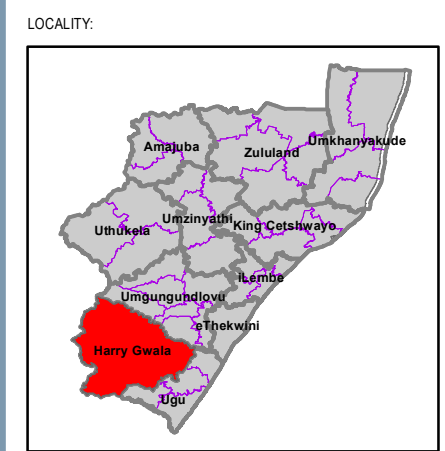 LOCALITY:
Amajuba
Zululand
Umkhanyakude
Uthukela
Umzinyathi
King Cetshwayo
iLembe
Umgungundlovu
eThekwini
Harry Gwala
Ugu